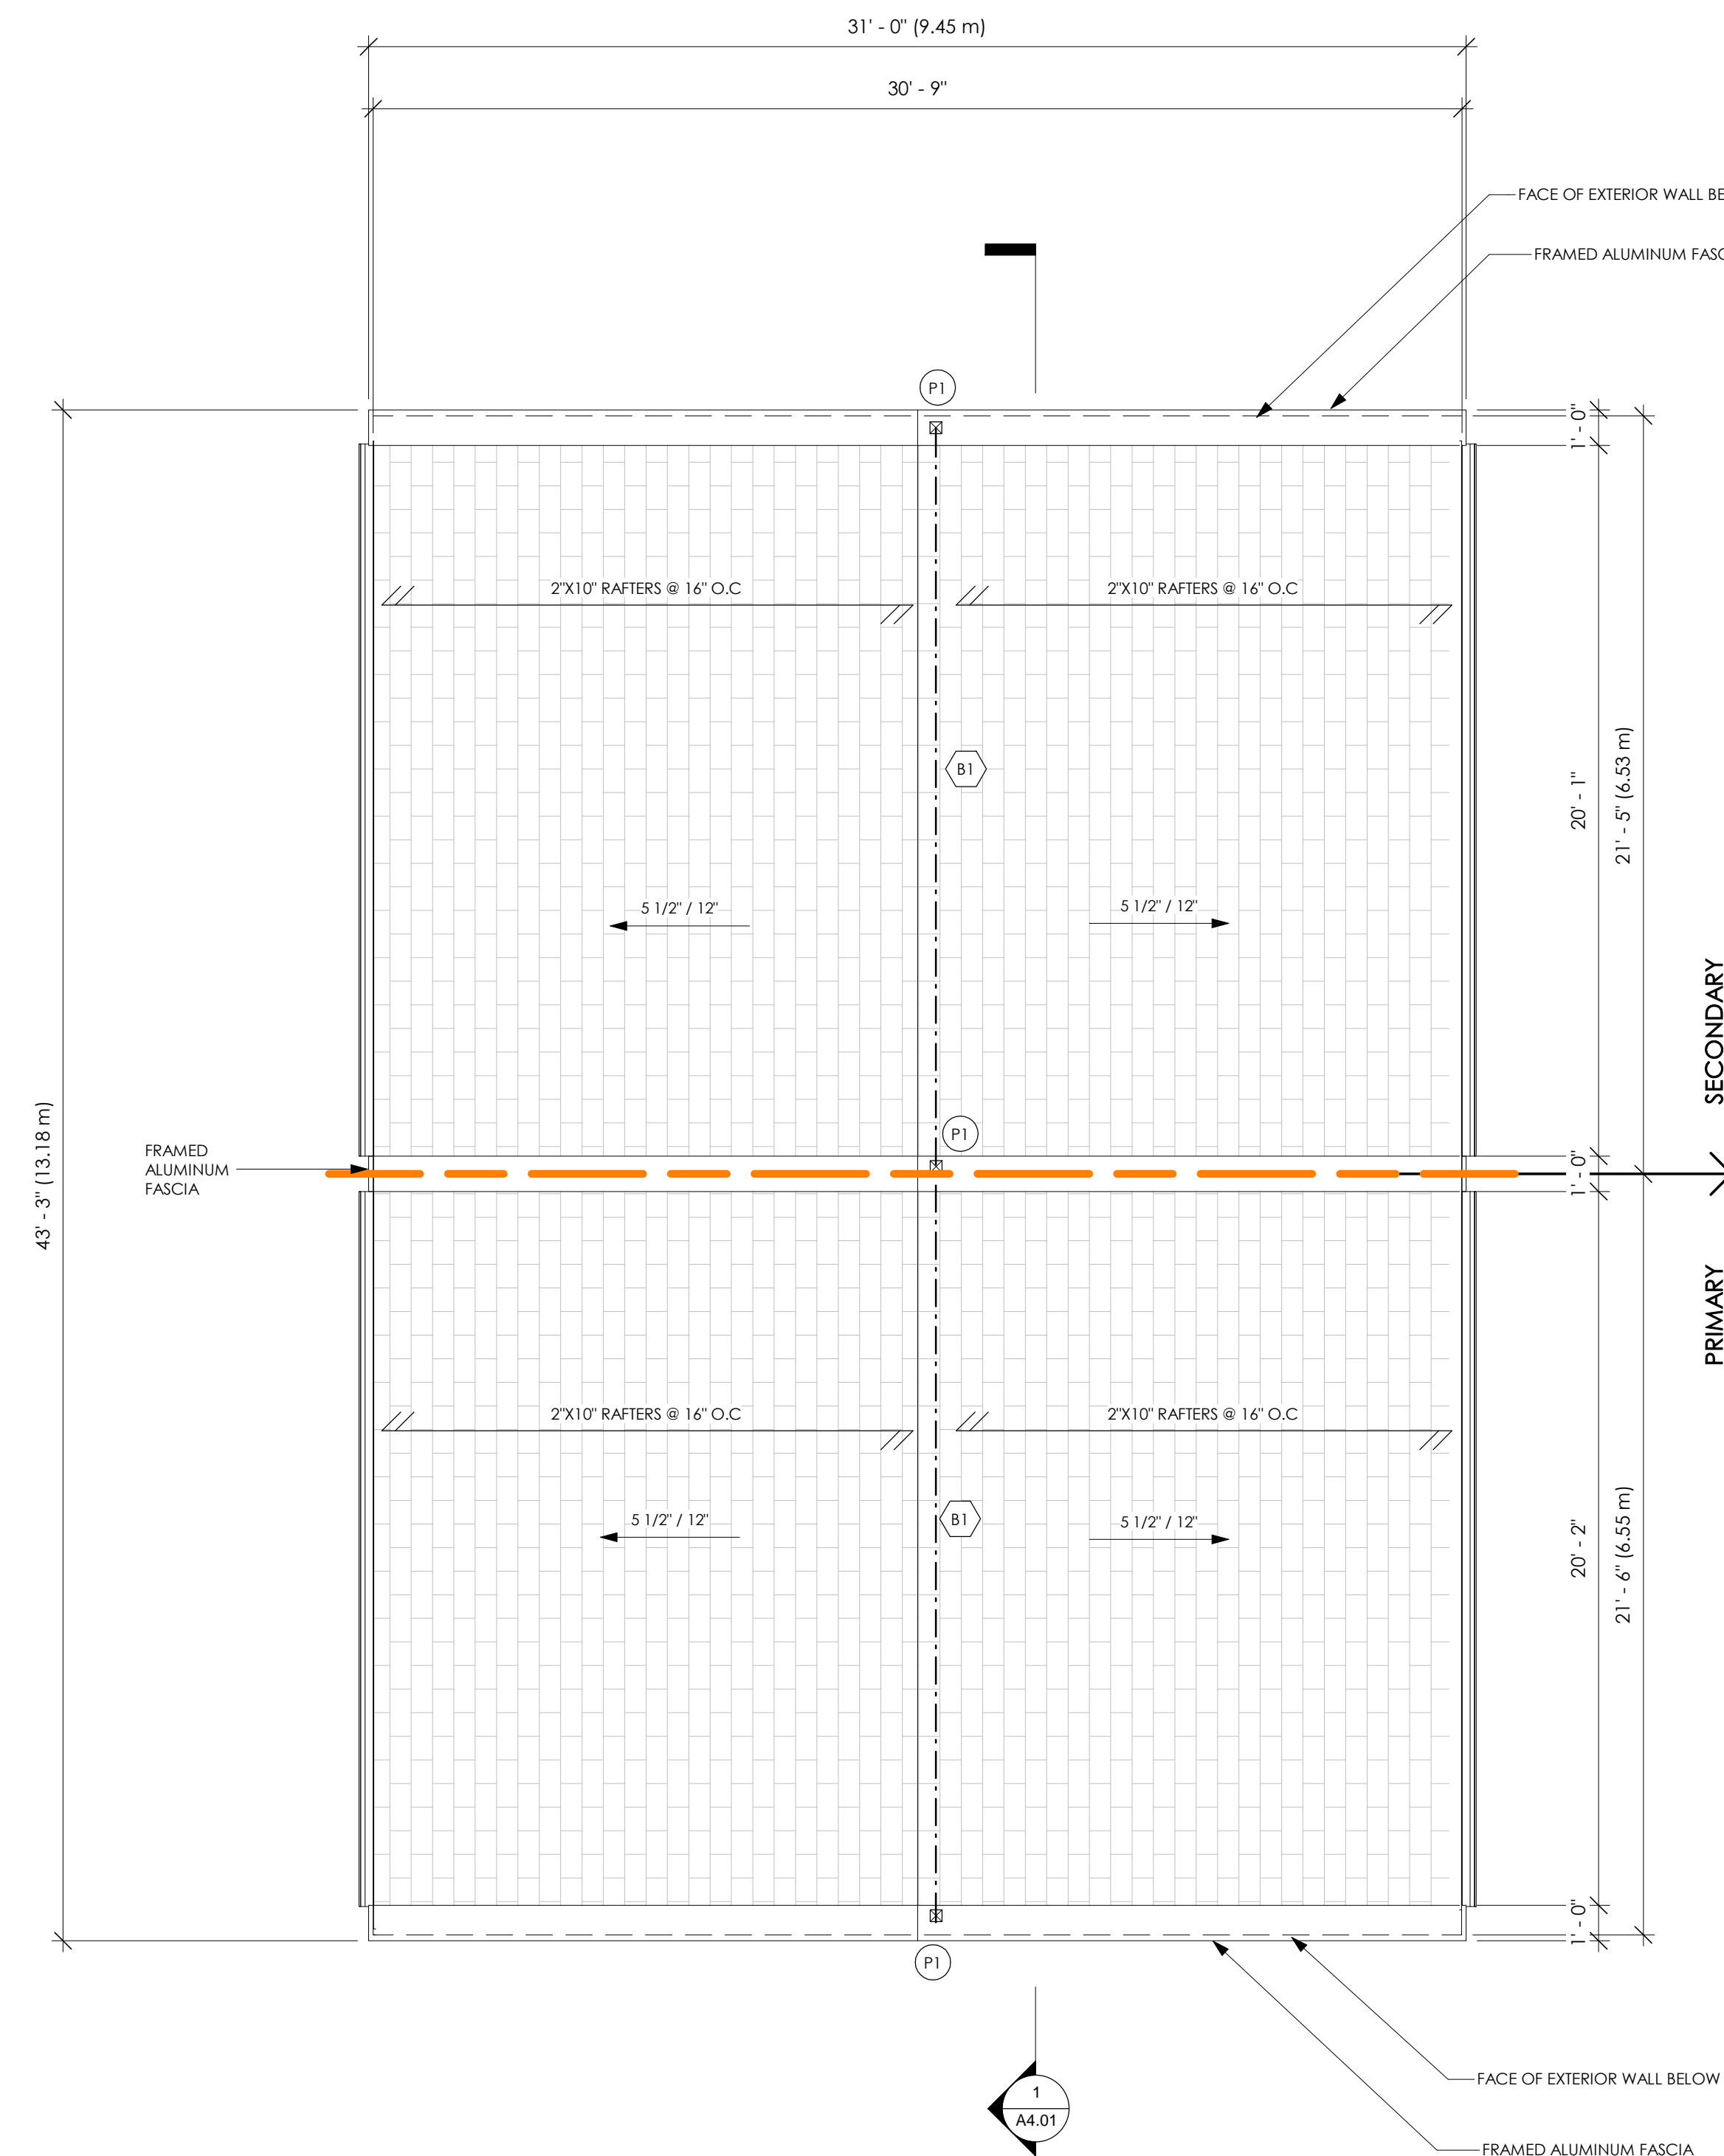 31' - 0" (9.45 m)
30' - 9"
FACE OF EXTERIOR WALL
FRAMED ALUMINUM
P1
1' - 0"
2"X10" RAFTERS @ 16" O.C
2"X10" RAFTERS @ 16" O.C
B1
20' - 1"
21' - 5" (6.53 m)
5 1/2" / 12"
5 1/2" / 12"
SECONDARY
43' - 3" (13.18 m)
P1
FRAMED
ALUMINUM
FASCIA
1' - 0"
PRIMARY
2"X10" RAFTERS @ 16" O.C
2"X10" RAFTERS @ 16" O.C
B1
5 1/2" / 12"
5 1/2" / 12"
20' - 2"
21' - 6" (6.55 m)
1' - 0"
P1
FACE OF EXTERIOR WALL BELOW
1
A4.01
FRAMED ALUMINUM FASCIA